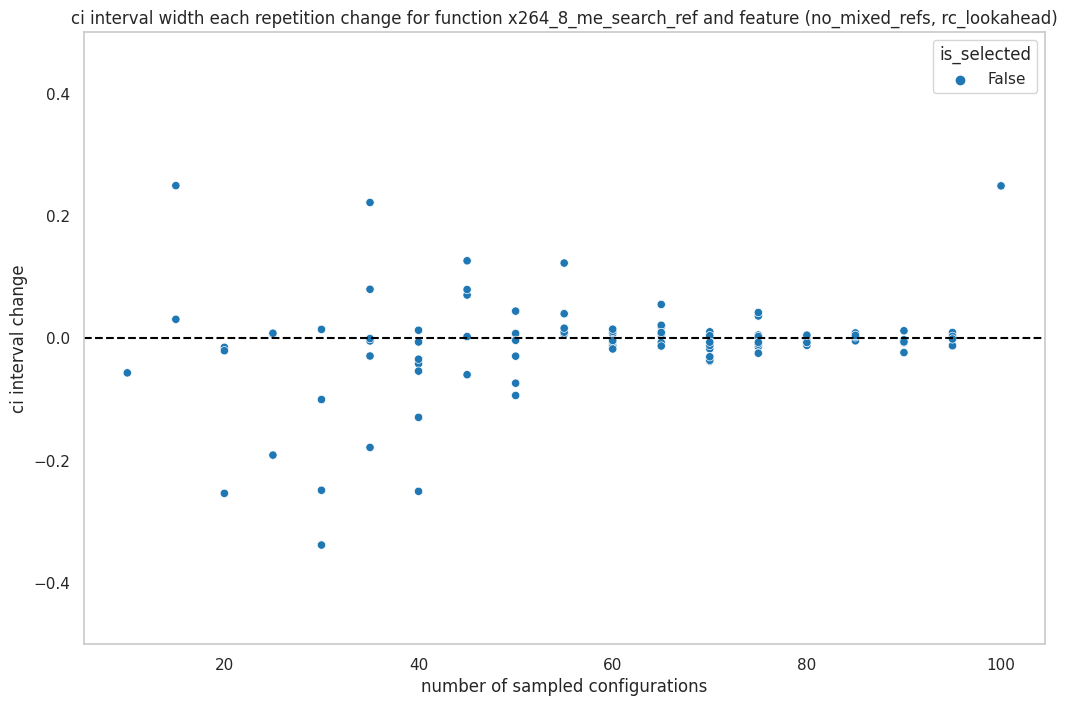 ci interval width each repetition change for function x264_8_me_search_ref and feature (no_mixed_refs, rc_lookahead)
is_selected
False
ci interval change
0.4
0.2
0.0
−0.2
−0.4
20 40 60 80 100
number of sampled configurations